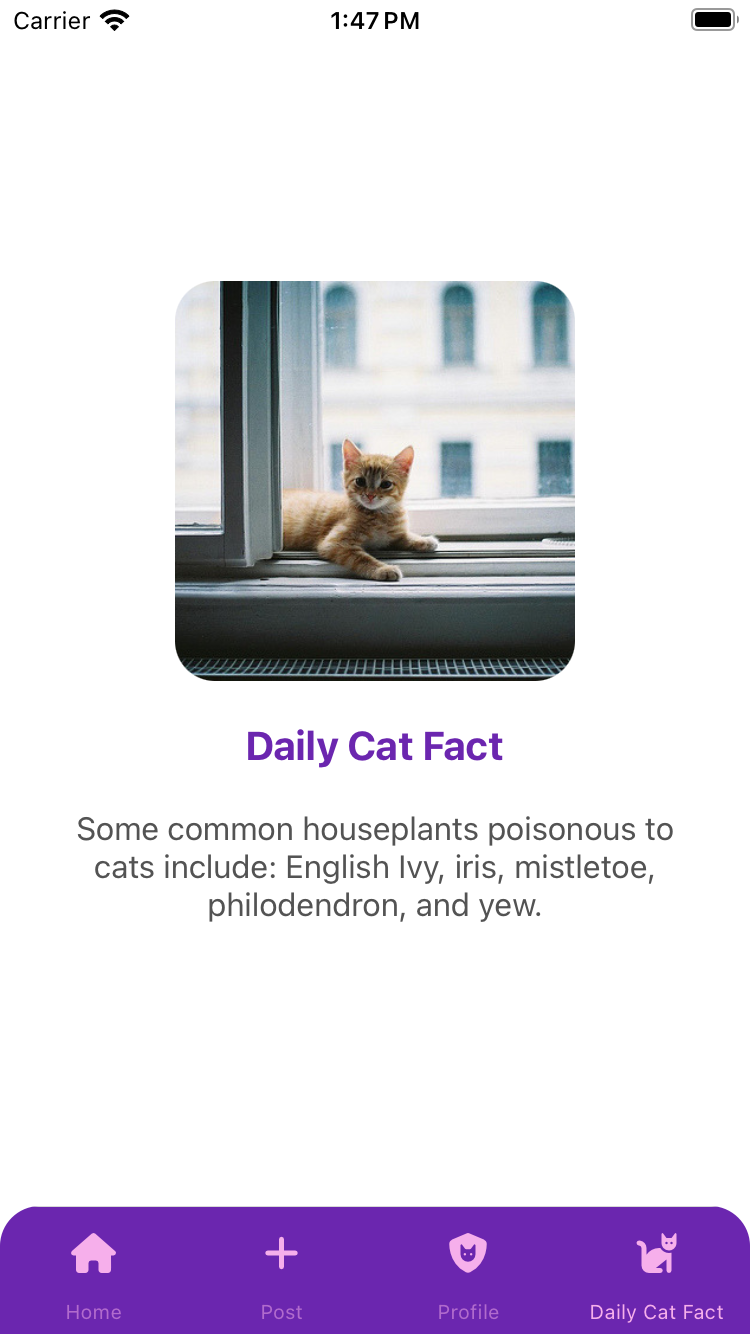 Carrier 1:47 PM
Daily Cat Fact
Some common houseplants poisonous to
cats include: English Ivy, iris, mistletoe,
philodendron, and yew.
Home Post Profile Daily Cat Fact